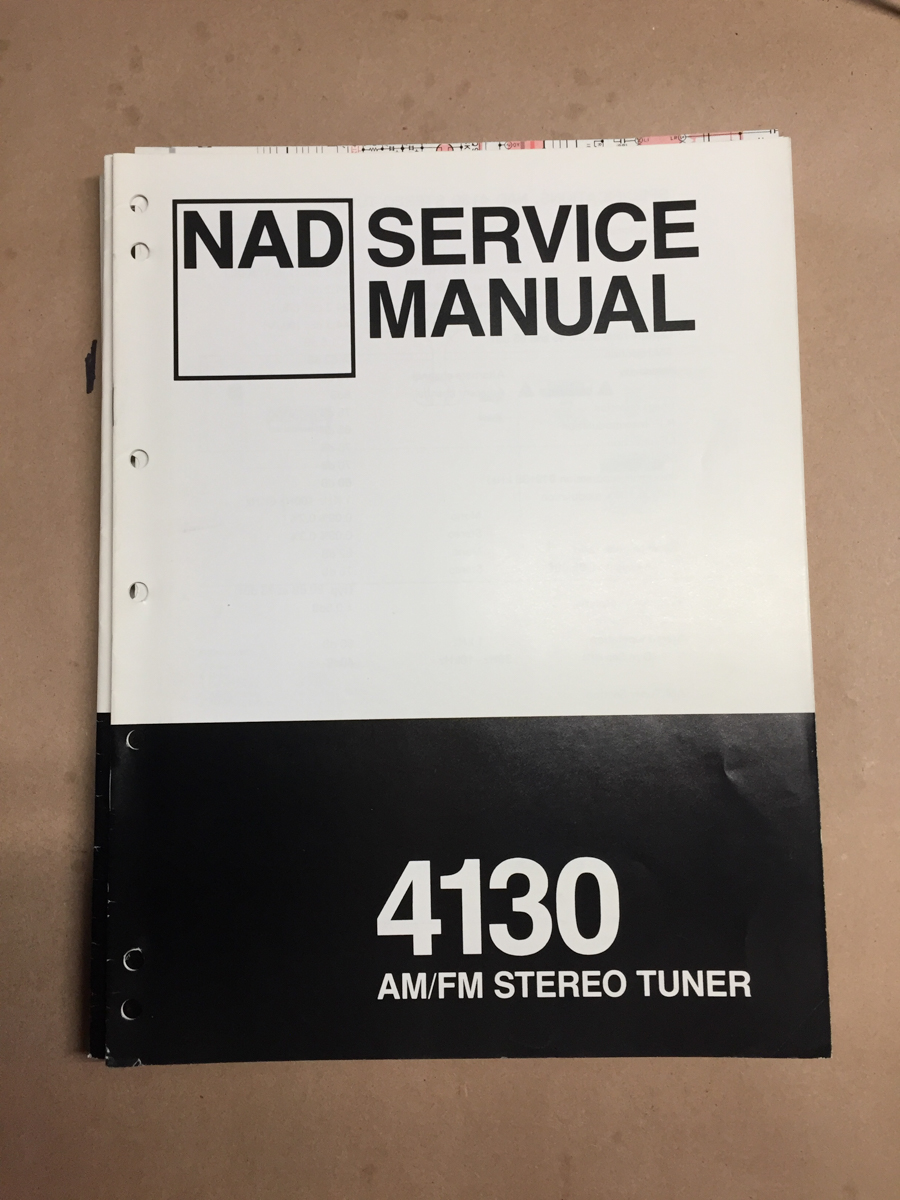 NAD
SERVICE
MANUAL
4130
AM/FM STEREO TUNER